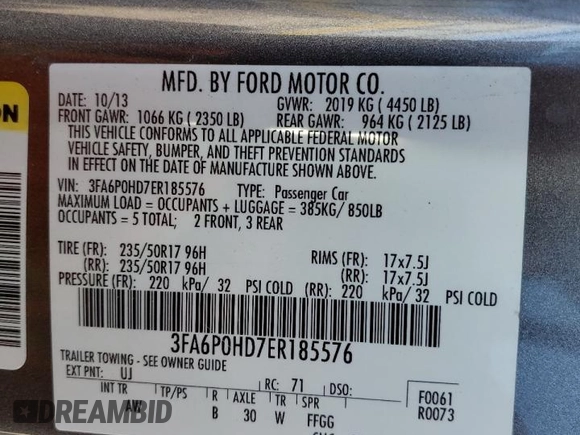 MFD. BY FORD MOTOR CO.
DATE: 10/13 GVWR: 2019 KG ( 4450 LB)
FRONT GAWR: 1066 KG ( 2350 LB) REAR GAWR: 964 KG ( 2125 LB)
THIS VEHICLE CONFORMS TO ALL APPLICABLE FEDERAL MOTOR
VEHICLE SAFETY, BUMPER, AND THEFT PREVENTION STANDARDS
IN EFFECT ON THE DATE OF MANUFACTURE SHOWN ABOVE.
VIN: 3FA6P0HD7ER185576 TYPE: Passenger Car
MAXIMUM LOAD = OCCUPANTS + LUGGAGE = 385KG/ 850LB
OCCUPANTS = 5 TOTAL; 2 FRONT, 3 REAR
TIRE (FR): 235/50R17 96H RIMS (FR): 17x7.5J
(RR): 235/50R17 96H (RR): 17x7.5J
PRESSURE (FR): 220 kPa/ 32 PSI COLD (RR): 220 kPa/ 32 PSI COLD
3FA6P0HD7ER185576
TRAILER TOWING - SEE OWNER GUIDE
EXT PNT: UJ RC: 71 DSO: F0061
INT TR TP/PS R AXLE TR SPR R0073
B 30 W FFGG
DREAMBID